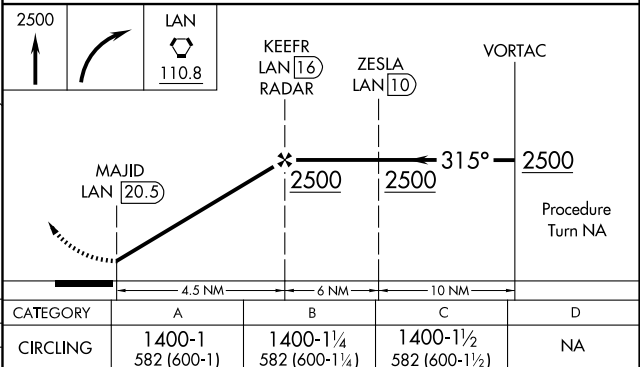 2500
LAN
110.8
KEEFR
LAN 16
RADAR
ZESLA
LAN 10
VORTAC
MAJID
LAN 20.5
2500
2500
315°
2500
Procedure
Turn NA
4.5 NM
6 NM
10 NM
CATEGORY A B C D
CIRCLING 1400-1 1400-1¼ 1400-1½ NA
582 (600-1) 582 (600-1¼) 582 (600-1½)